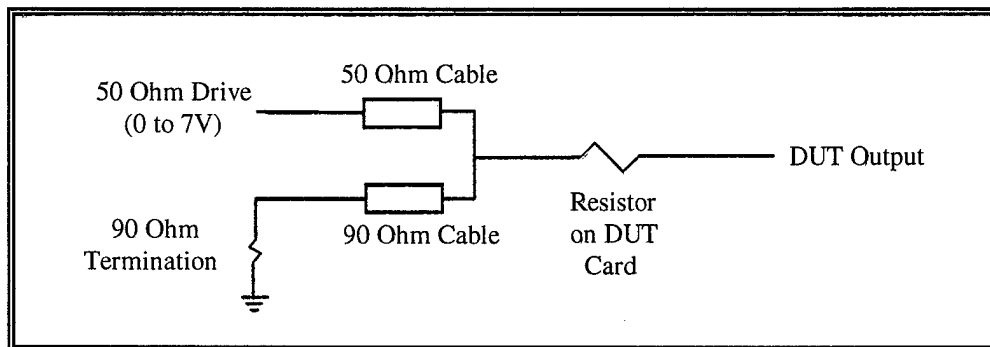 50 Ohm Cable
50 Ohm Drive
(0 to 7V)
DUT Output
90 Ohm Cable
90 Ohm
Termination
Resistor
on DUT
Card